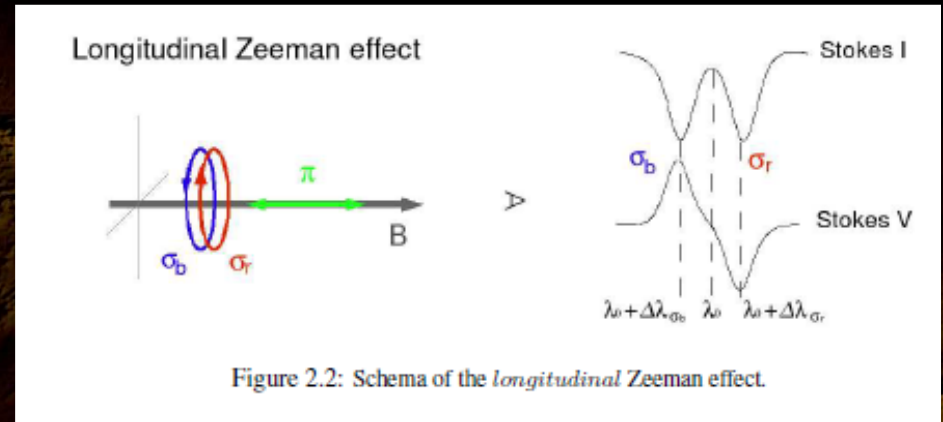 Longitudinal Zeeman effect
Stokes I
σb
σr
π
B
σb
σr
Stokes V
λ₀+Δλσb λ₀ λ₀+Δλσr
Figure 2.2: Schema of the longitudinal Zeeman effect.